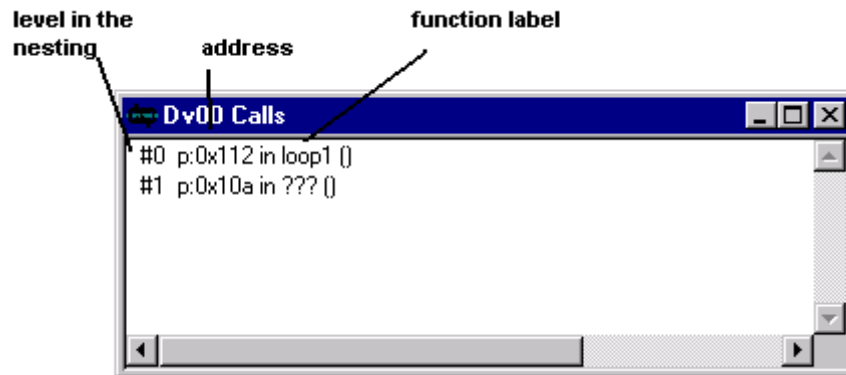 level in the
nesting
address
function label
Dv00 Calls
#0 p:0x112 in loop1 ()
#1 p:0x10a in ??? ()